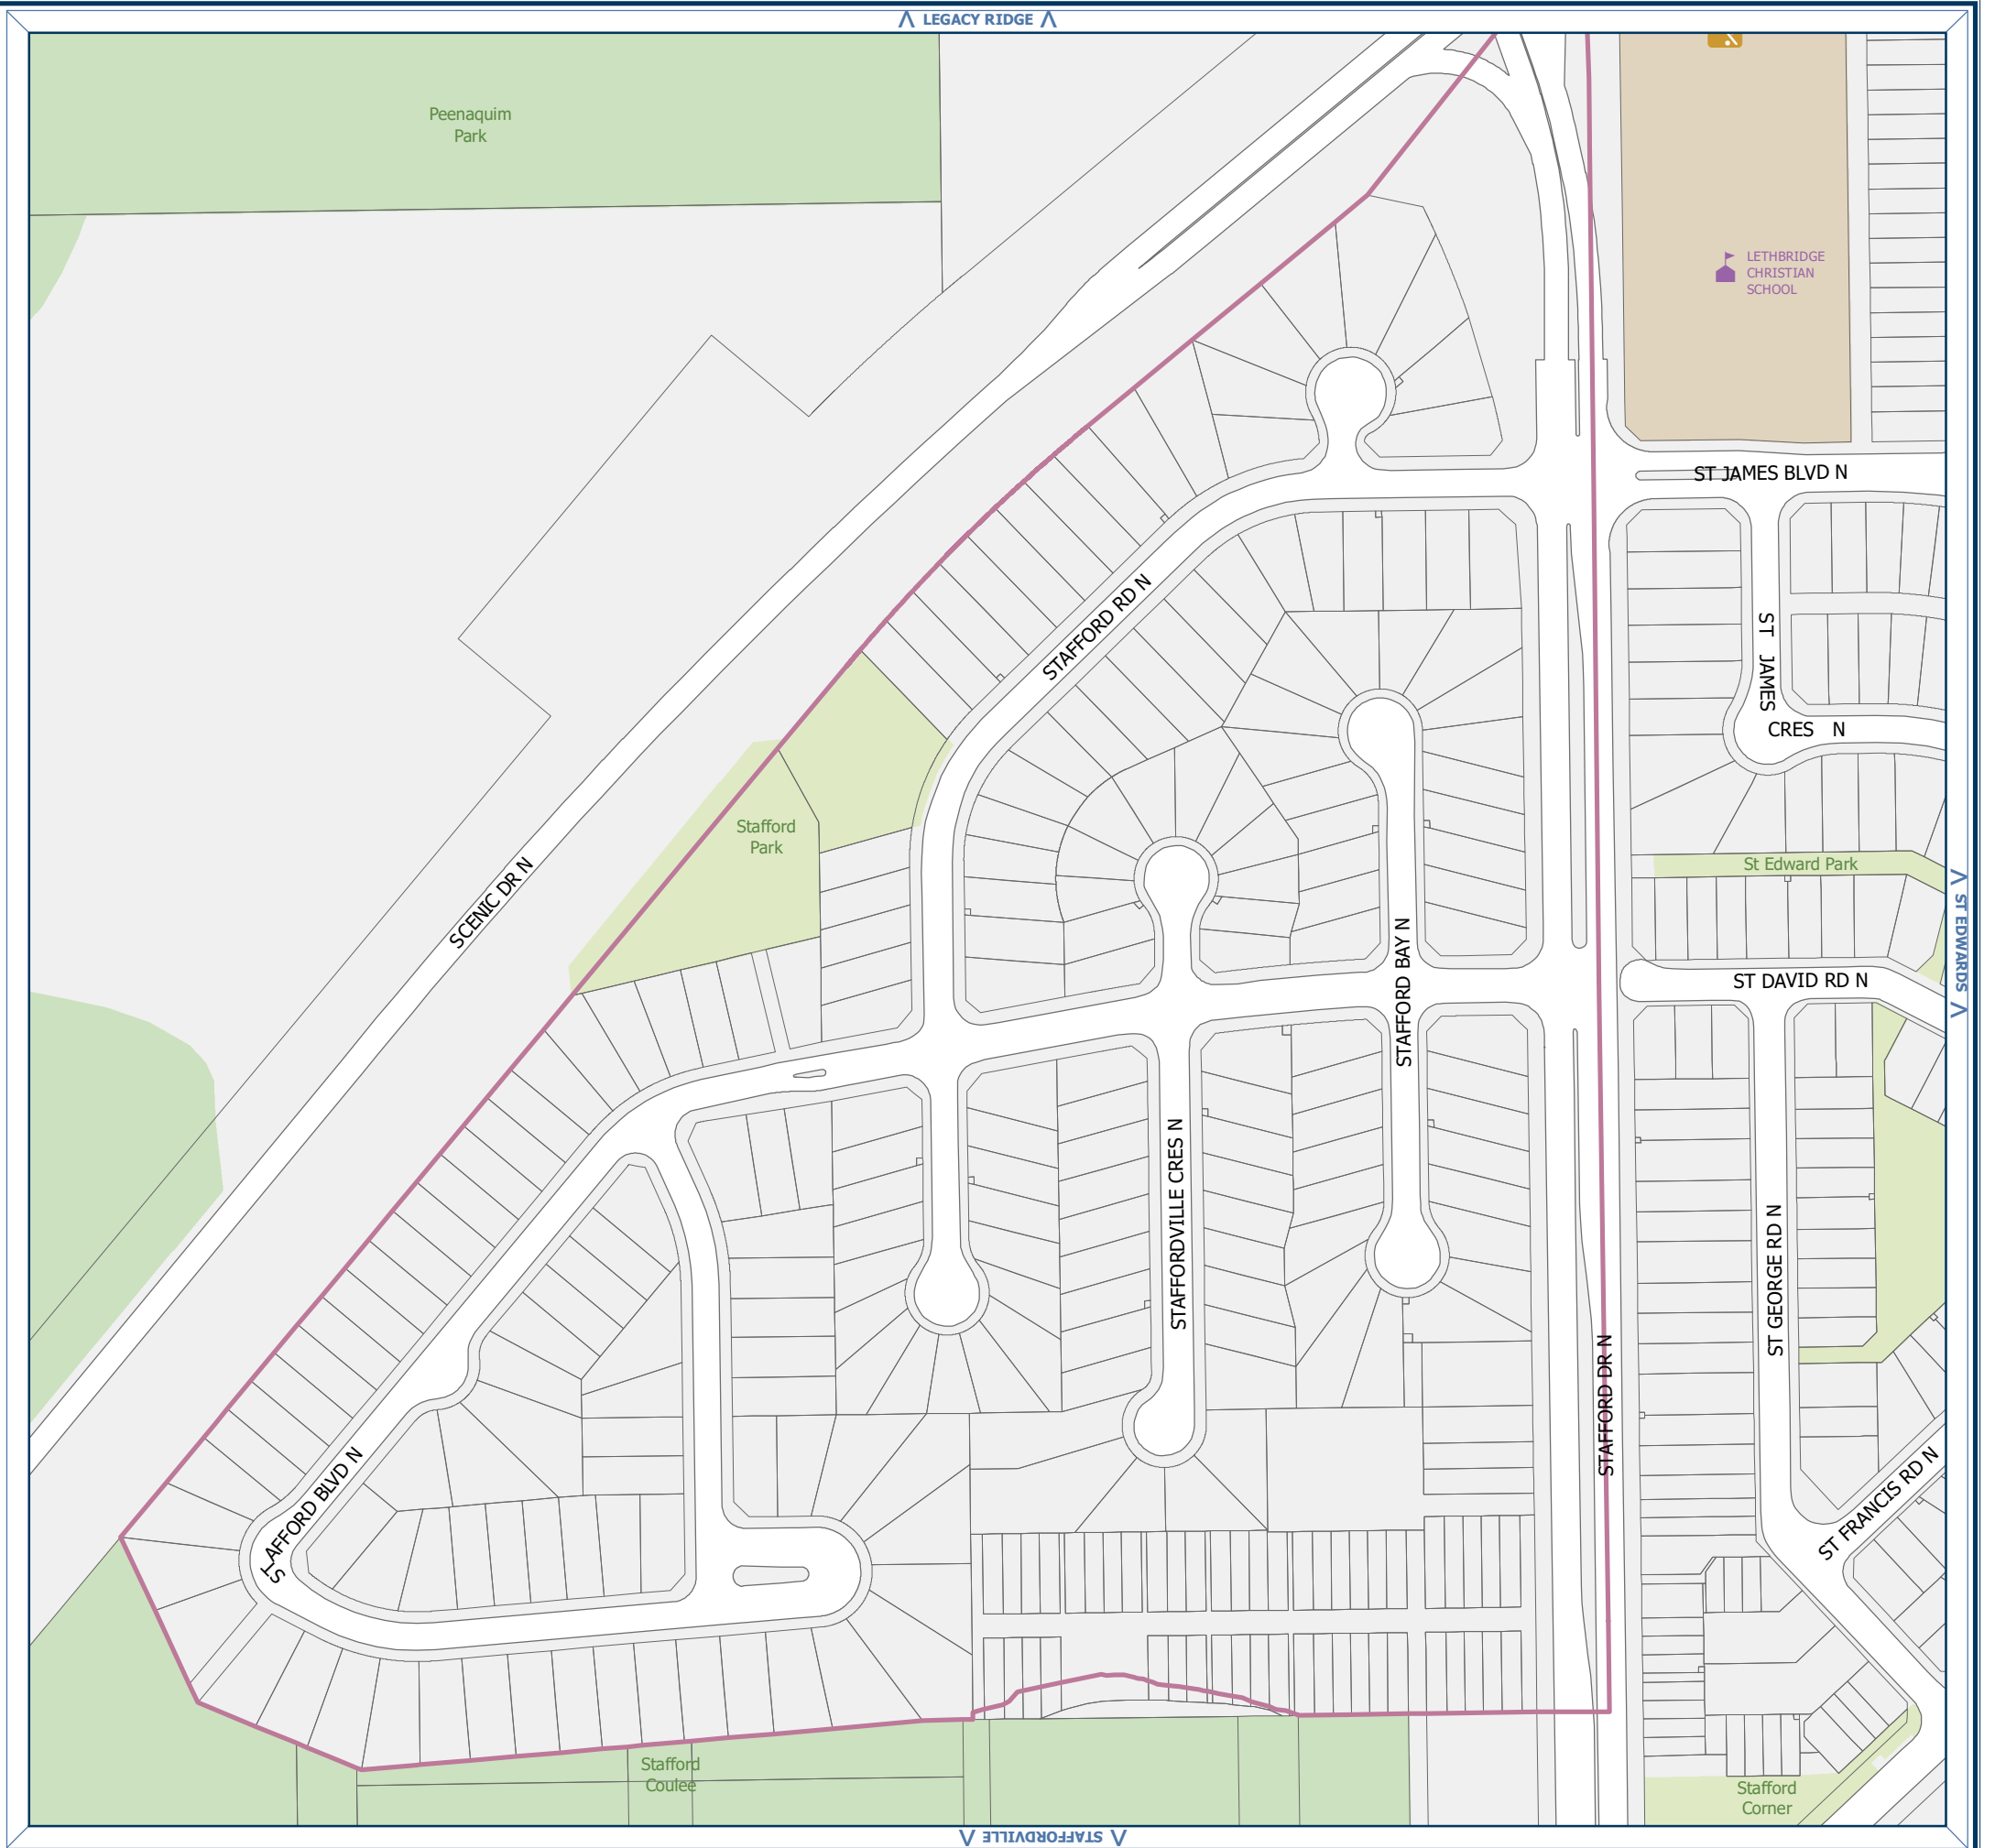 LEGACY RIDGE
Peenaquim
Park
LETHBRIDGE
CHRISTIAN
SCHOOL
ST JAMES BLVD N
STAFFORD RD N
ST JAMES
CRES N
Stafford
Park
St Edward Park
SCENIC DR N
ST EDWARDS
STAFFORD BAY N
ST DAVID RD N
STAFFORDVILLE CRES N
ST GEORGE RD N
STAFFORD DR N
STAFFORD BLVD N
ST FRANCIS RD N
Stafford
Coulee
Stafford
Corner
STAFFORDVILLE